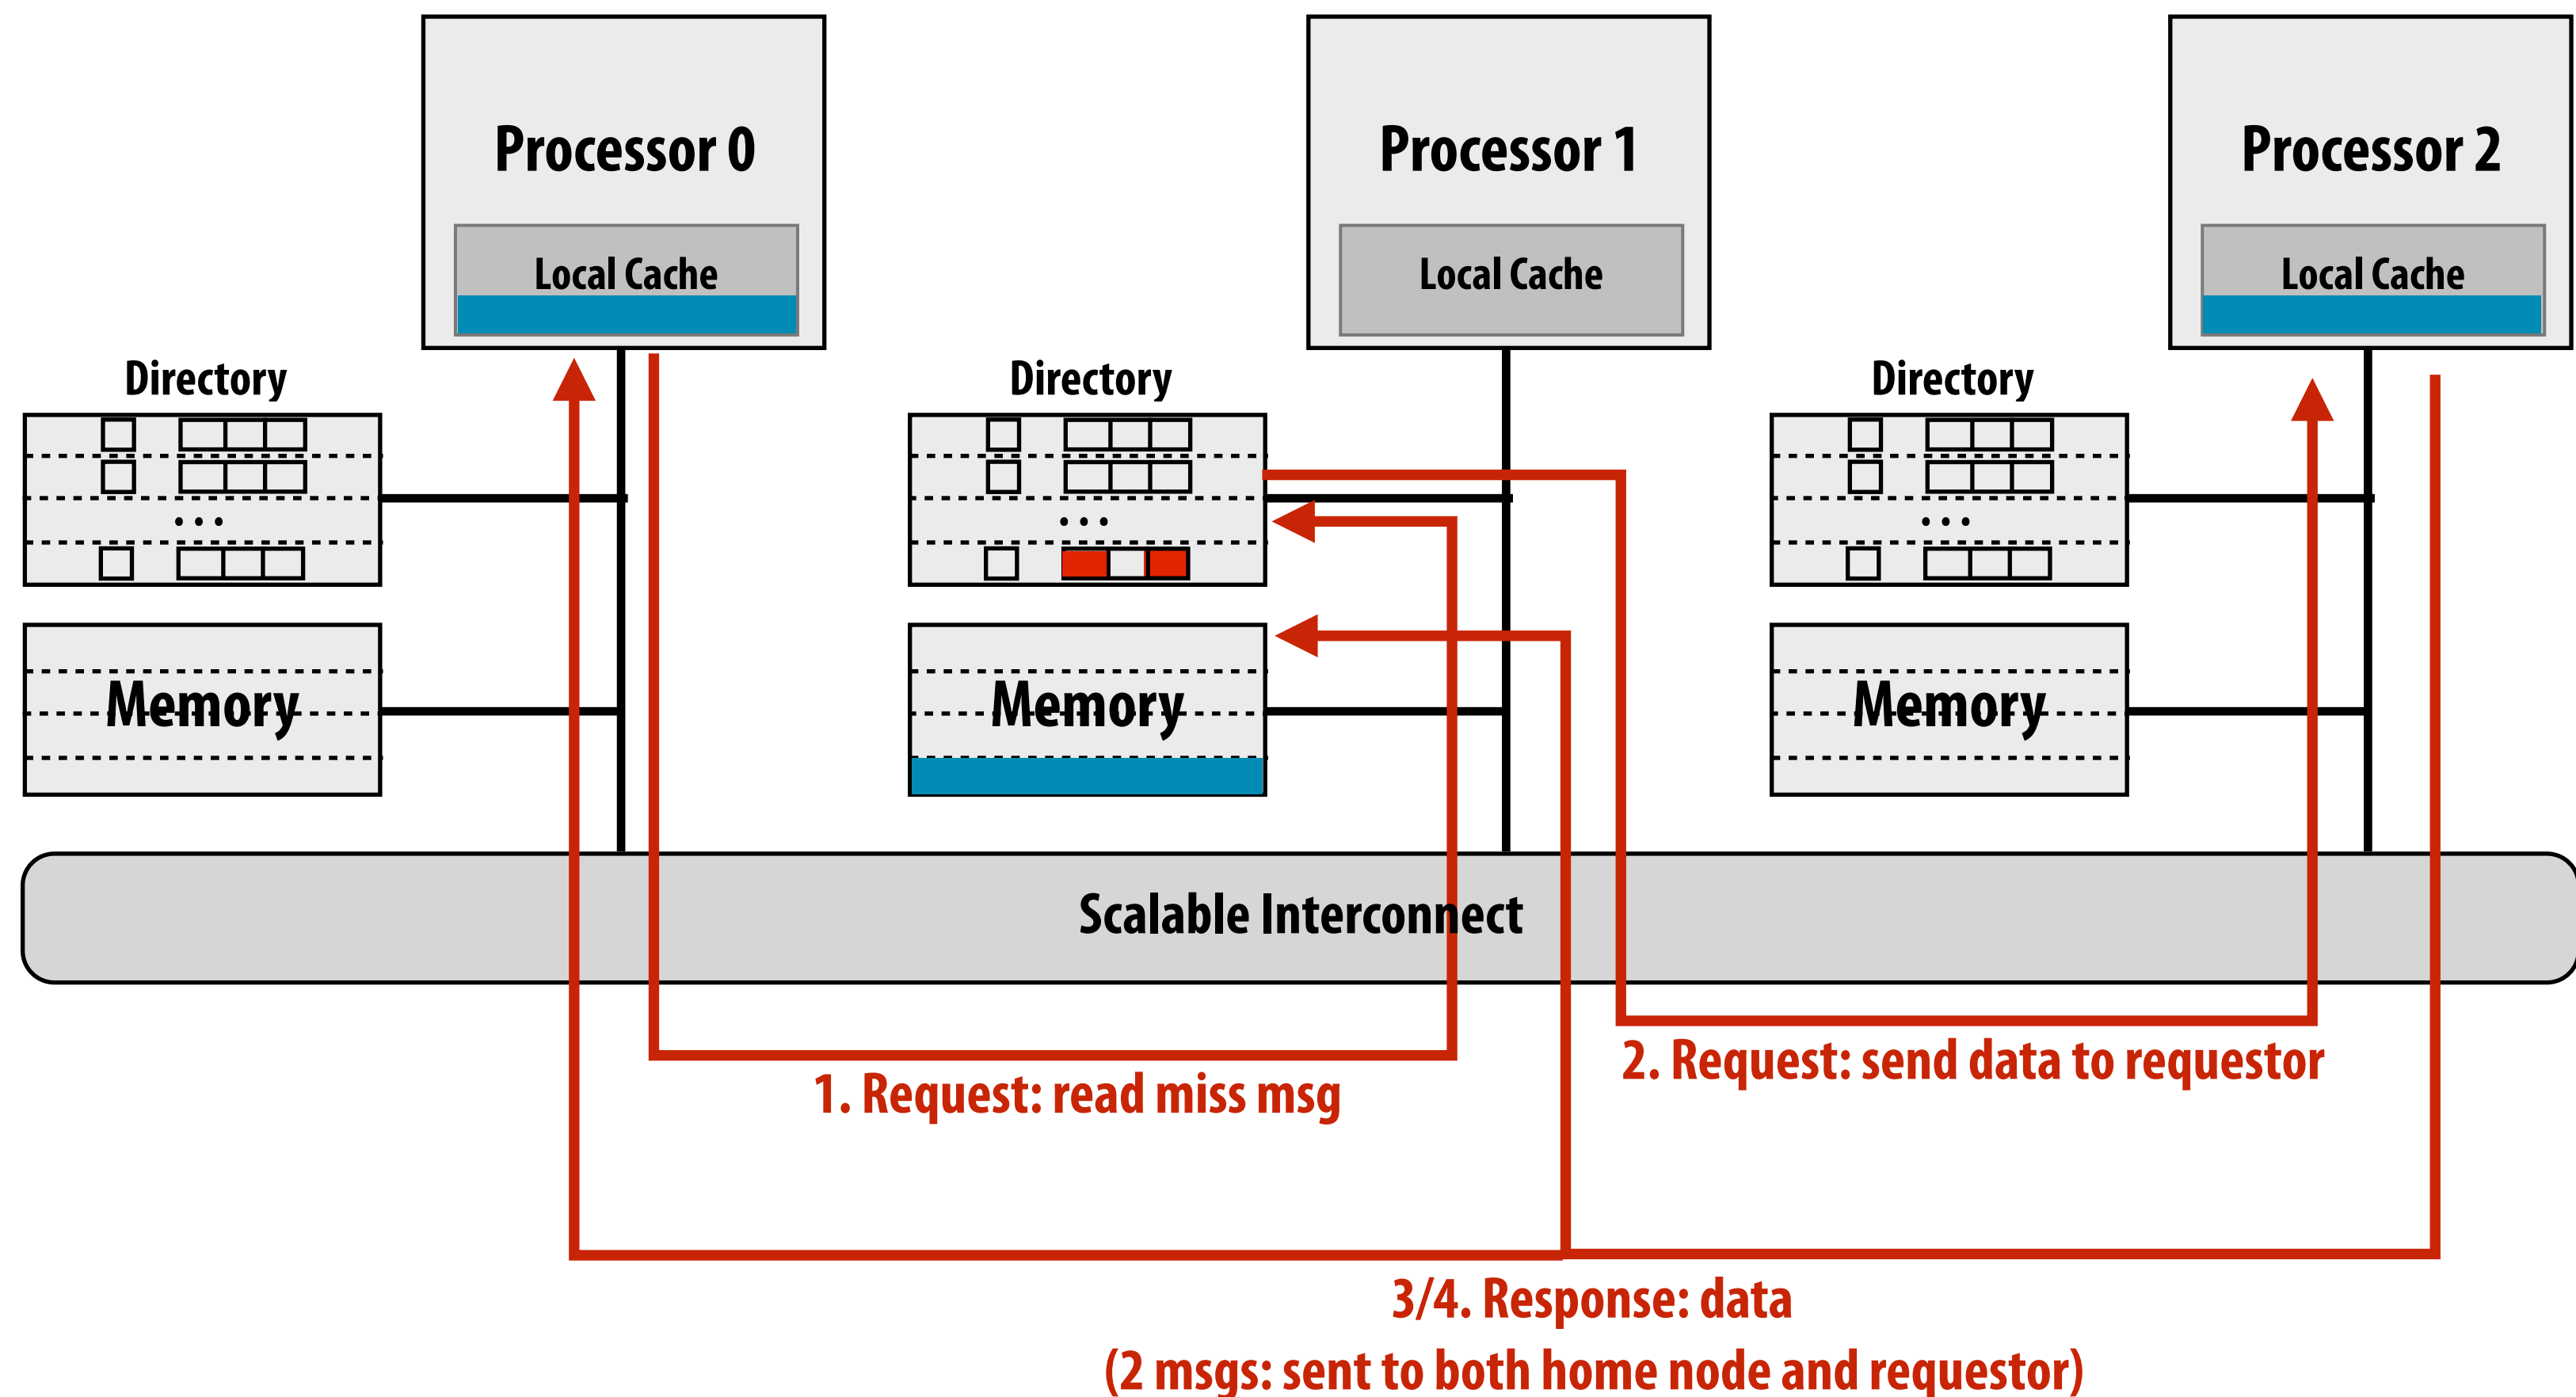 Processor 0
Processor 1
Processor 2
Local Cache
Local Cache
Local Cache
Directory
Directory
Directory
...
...
...
Memory
Memory
Memory
Scalable Interconnect
2. Request: send data to requestor
1. Request: read miss msg
3/4. Response: data
(2 msgs: sent to both home node and requestor)